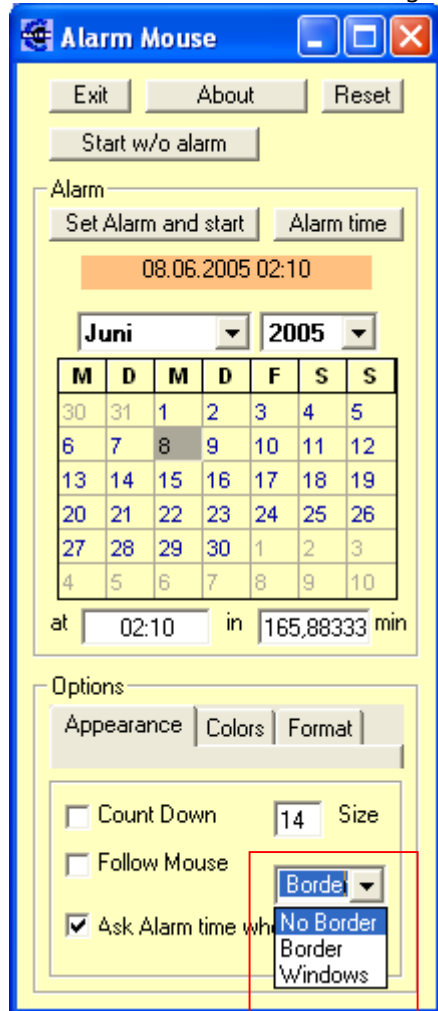 Alarm Mouse
Exit About Reset
Start w/o alarm
Alarm
Set Alarm and start Alarm time
08.06.2005 02:10
Juni 2005
M D M D F S S
30 31 1 2 3 4 5
6 7 8 9 10 11 12
13 14 15 16 17 18 19
20 21 22 23 24 25 26
27 28 29 30 1 2 3
4 5 6 7 8 9 10
at 02:10 in 165,88333 min
Options
Appearance Colors Format
Count Down 14 Size
Follow Mouse
Borde
Ask Alarm time No Border
Border
Windows